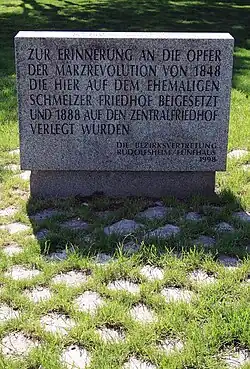 ZUR ERINNERUNG AN DIE OPFER
DER MÄRZREVOLUTION VON 1848
DIE HIER AUF DEM EHEMALIGEN
SCHMELZER FRIEDHOF BEIGESETZT
UND 1888 AUF DEN ZENTRALFRIEDHOF
VERLEGT WURDEN
DIE BEZIRKSVERTRETUNG
RUDOLFSHEIM-FÜNFHAUS
1998